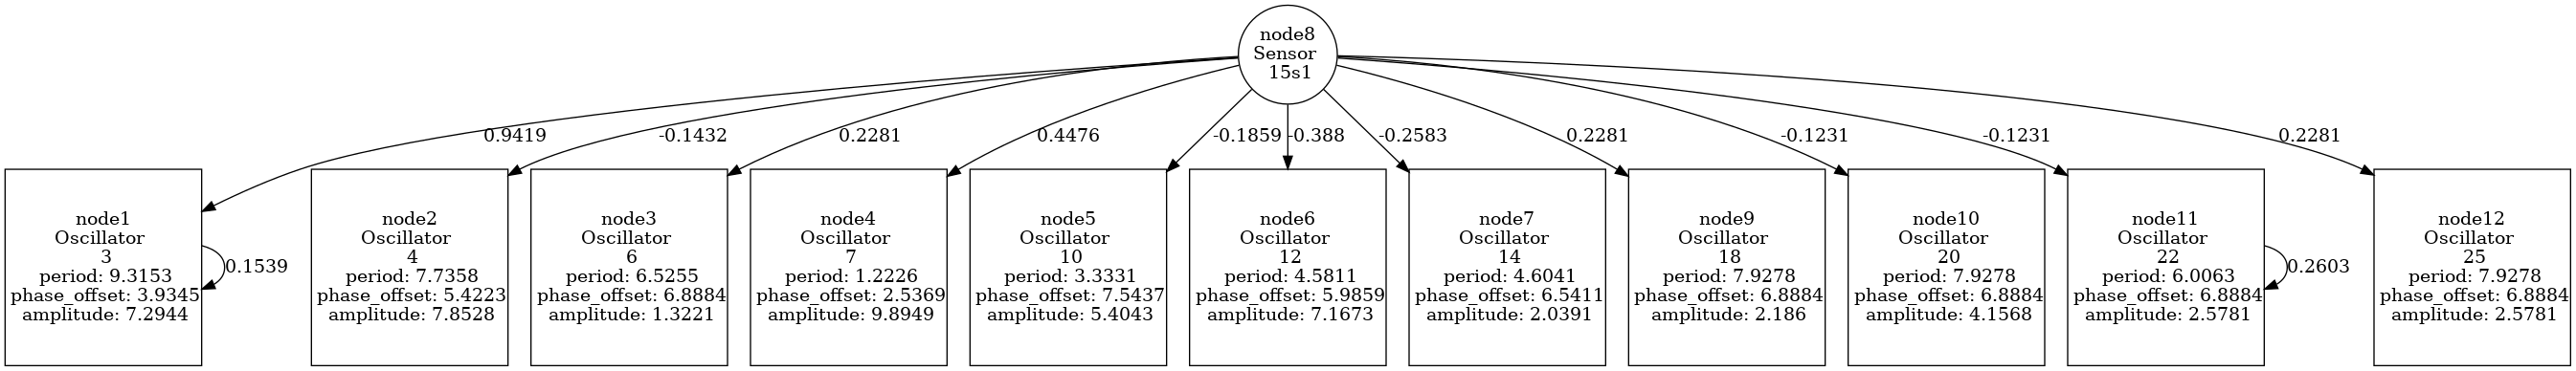 node8
Sensor
15s1
0.9419
-0.1432
0.2281
0.4476
-0.1859
-0.388
-0.2583
0.2281
-0.1231
-0.1231
0.2281
node1
Oscillator
3
period: 9.3153
phase_offset: 3.9345
amplitude: 7.2944
0.1539
node2
Oscillator
4
period: 7.7358
phase_offset: 5.4223
amplitude: 7.8528
node3
Oscillator
6
period: 6.5255
phase_offset: 6.8884
amplitude: 1.3221
node4
Oscillator
7
period: 1.2226
phase_offset: 2.5369
amplitude: 9.8949
node5
Oscillator
10
period: 3.3331
phase_offset: 7.5437
amplitude: 5.4043
node6
Oscillator
12
period: 4.5811
phase_offset: 5.9859
amplitude: 7.1673
node7
Oscillator
14
period: 4.6041
phase_offset: 6.5411
amplitude: 2.0391
node9
Oscillator
18
period: 7.9278
phase_offset: 6.8884
amplitude: 2.186
node10
Oscillator
20
period: 7.9278
phase_offset: 6.8884
amplitude: 4.1568
node11
Oscillator
22
period: 6.0063
phase_offset: 6.8884
amplitude: 2.5781
0.2603
node12
Oscillator
25
period: 7.9278
phase_offset: 6.8884
amplitude: 2.5781